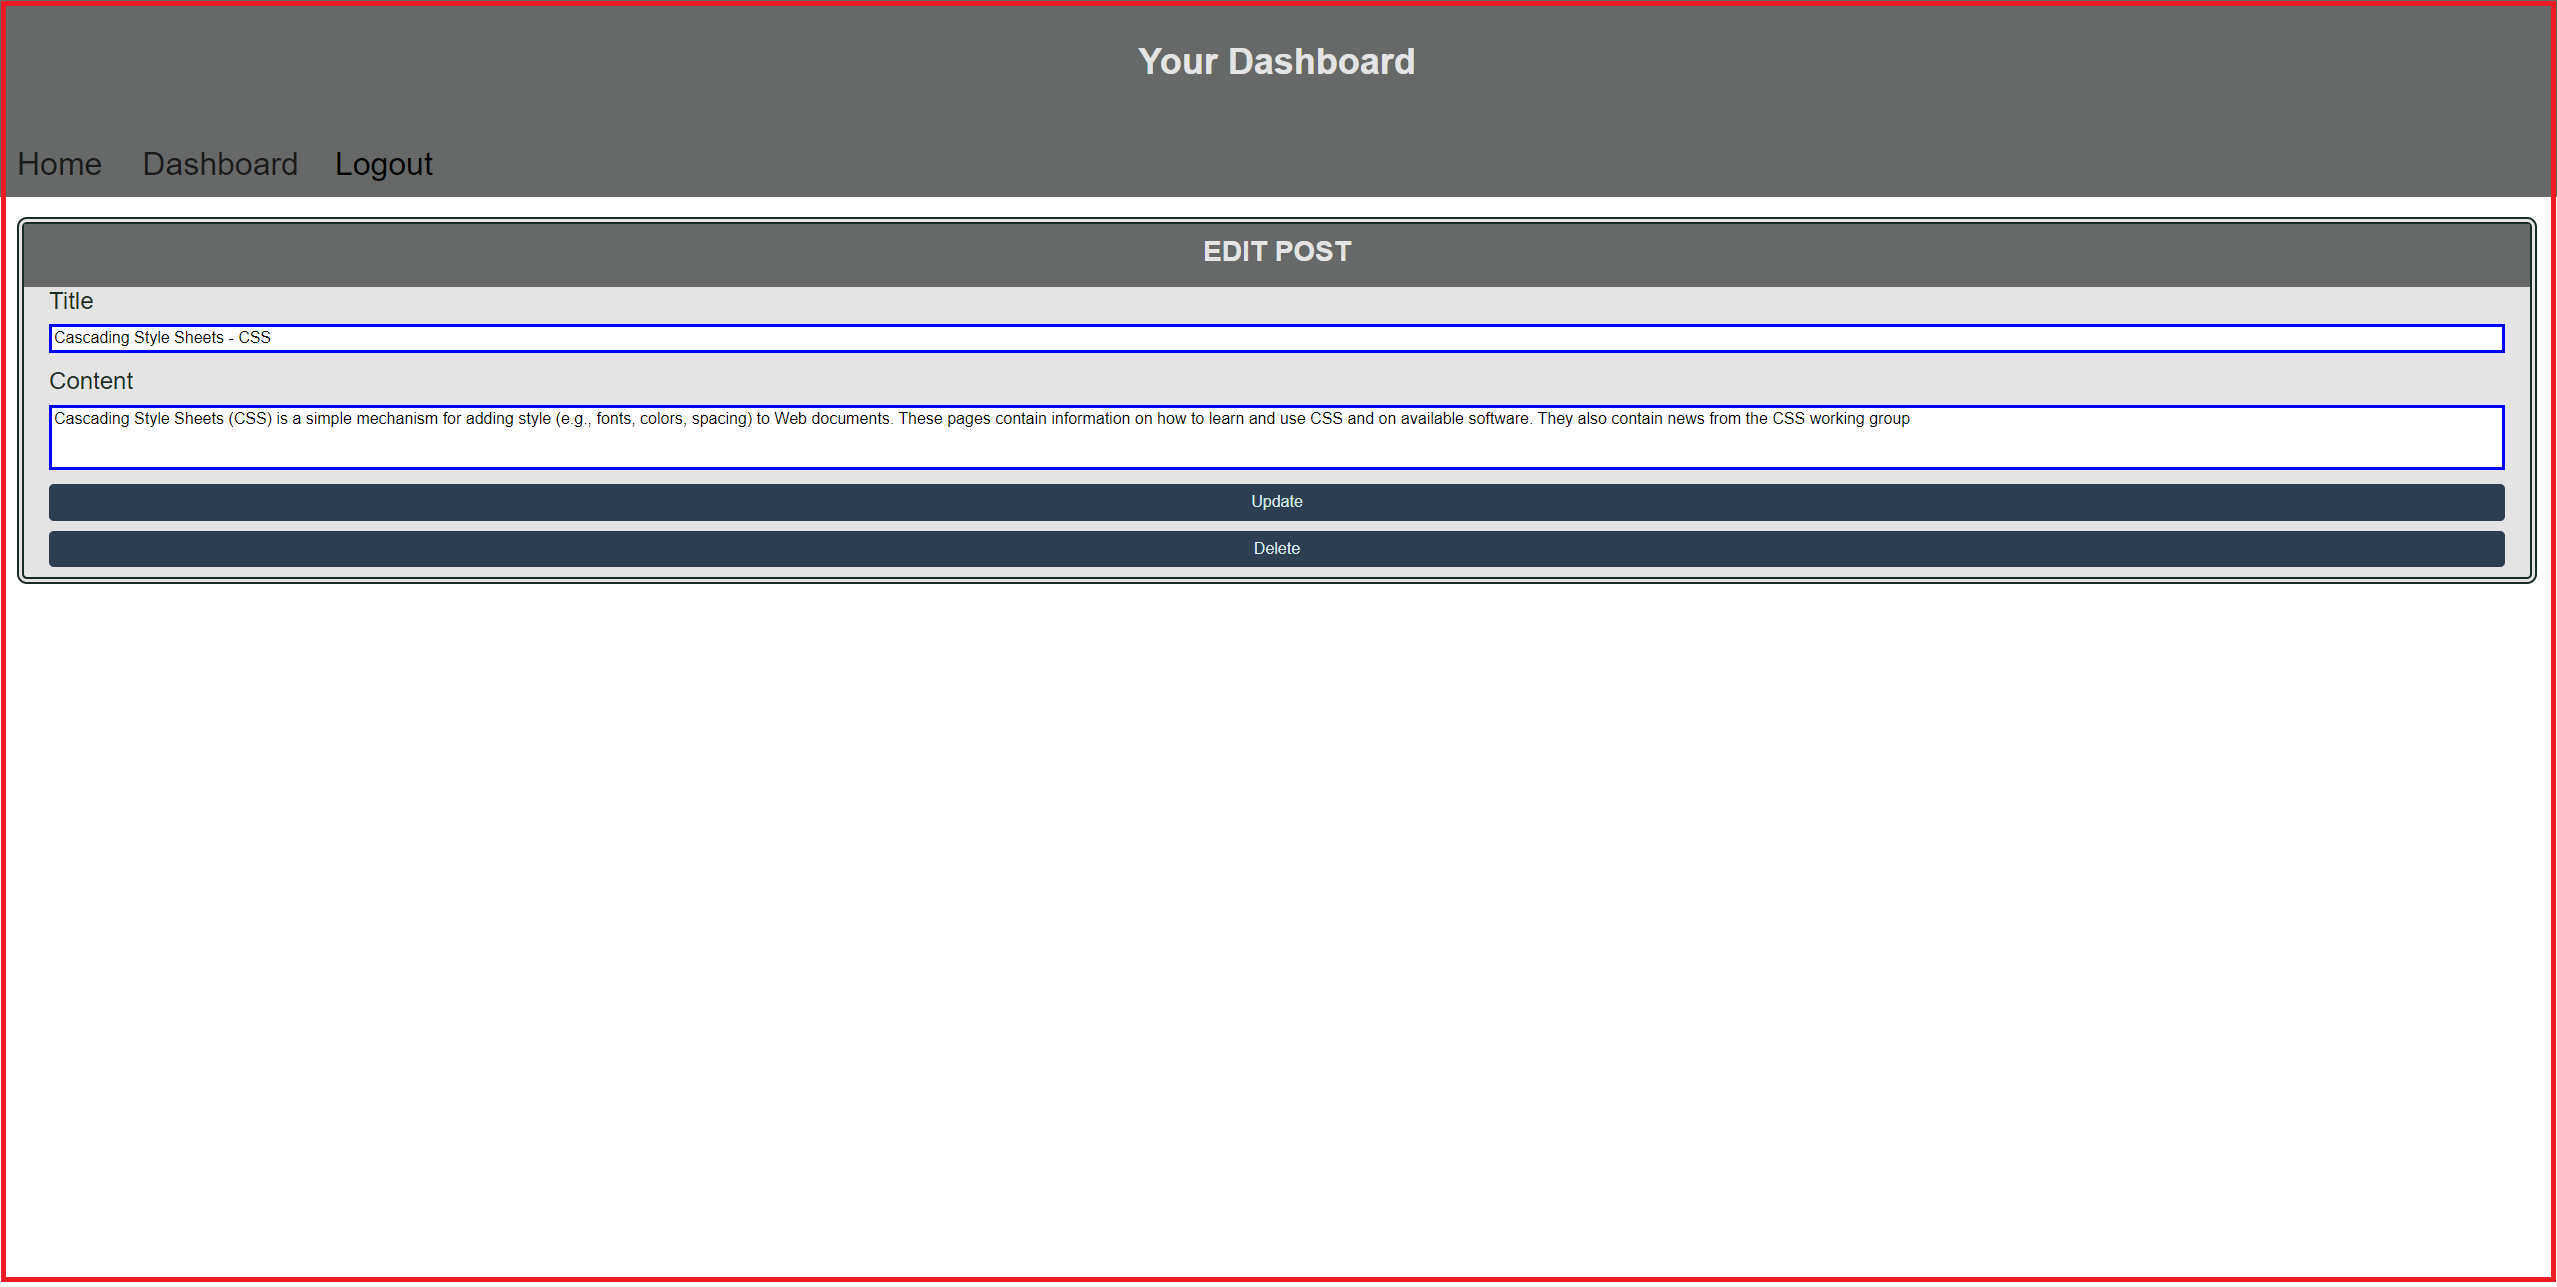 Your Dashboard
Home Dashboard Logout
EDIT POST
Title
Cascading Style Sheets - CSS
Content
Cascading Style Sheets (CSS) is a simple mechanism for adding style (e.g., fonts, colors, spacing) to Web documents. These pages contain information on how to learn and use CSS and on available software. They also contain news from the CSS working group
Update
Delete